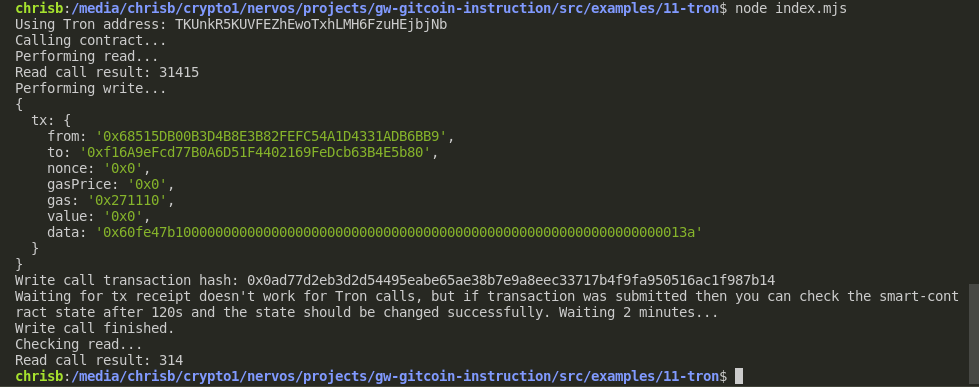 chrisb:/media/chrisb/crypto1/nervos/projects/gw-gitcoin-instruction/src/examples/11-tron$ node index.mjs
Using Tron address: TKUnkR5KUVFEZhEwoTxhLMH6FzuHEjbjNb
Calling contract...
Performing read...
Read call result: 31415
Performing write...
{
  tx: {
    from: '0x68515DB00B3D4B8E3B82FEFC54A1D4331ADB6BB9',
    to: '0xf16A9eFcd77B0A6D51F4402169FeDcb63B4E5b80',
    nonce: '0x0',
    gasPrice: '0x0',
    gas: '0x271110',
    value: '0x0',
    data: '0x60fe47b1000000000000000000000000000000000000000000000000000000000000013a'
  }
}
Write call transaction hash: 0x0ad77d2eb3d2d54495eabe65ae38b7e9a8eec33717b4f9fa950516ac1f987b14
Waiting for tx receipt doesn't work for Tron calls, but if transaction was submitted then you can check the smart-cont
ract state after 120s and the state should be changed successfully. Waiting 2 minutes...
Write call finished.
Checking read...
Read call result: 314
chrisb:/media/chrisb/crypto1/nervos/projects/gw-gitcoin-instruction/src/examples/11-tron$